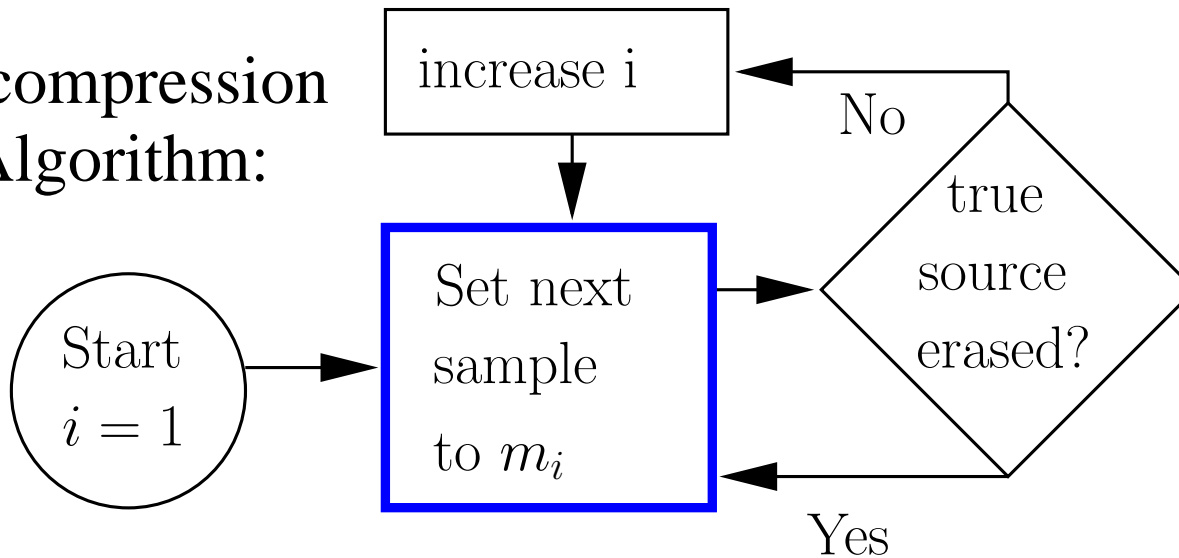 compression
Algorithm:
increase i
No
true
source
erased?
Set next
sample
to $m_i$
Start
$i = 1$
Yes